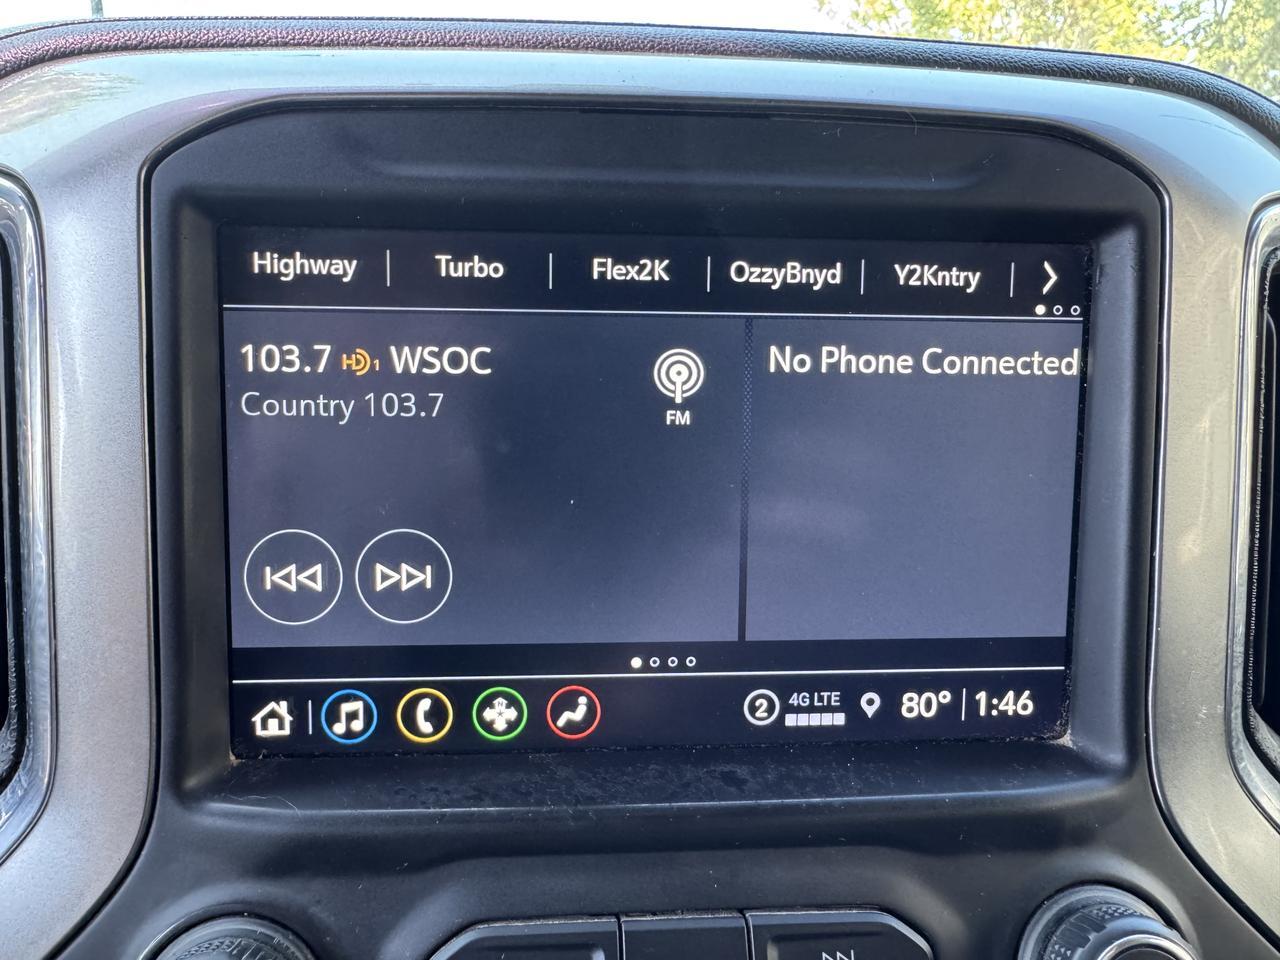 Highway | Turbo | Flex2K | OzzyBnyd | Y2Kntry
103.7 HD1 WSOC
Country 103.7
FM
No Phone Connected
2 4G LTE 80° | 1:46